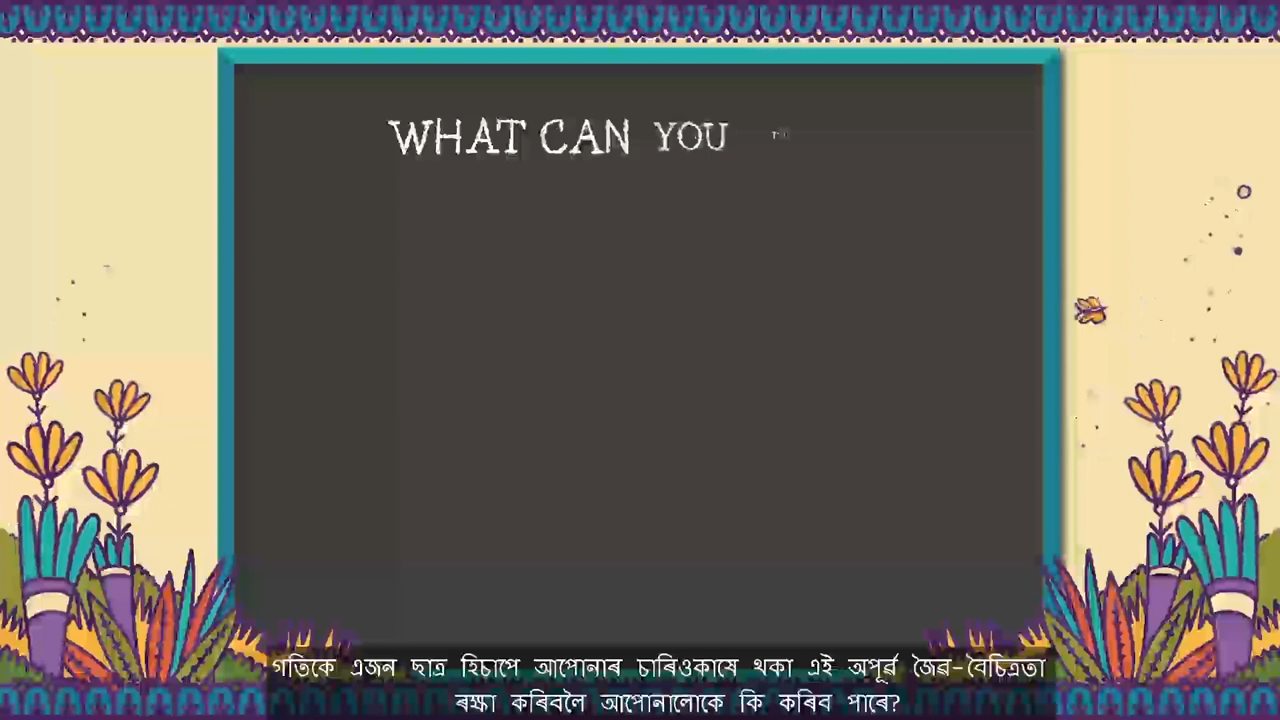 WHAT CAN YOU
গতিকে এজন ছাত্ৰ হিচাপে আপোনাৰ চাৰিওকাষে থকা এই অপূৰ্ৱ জৈৱ-বৈচিত্ৰতা
ৰক্ষা কৰিবলৈ আপোনালোকে কি কৰিব পাৰে?